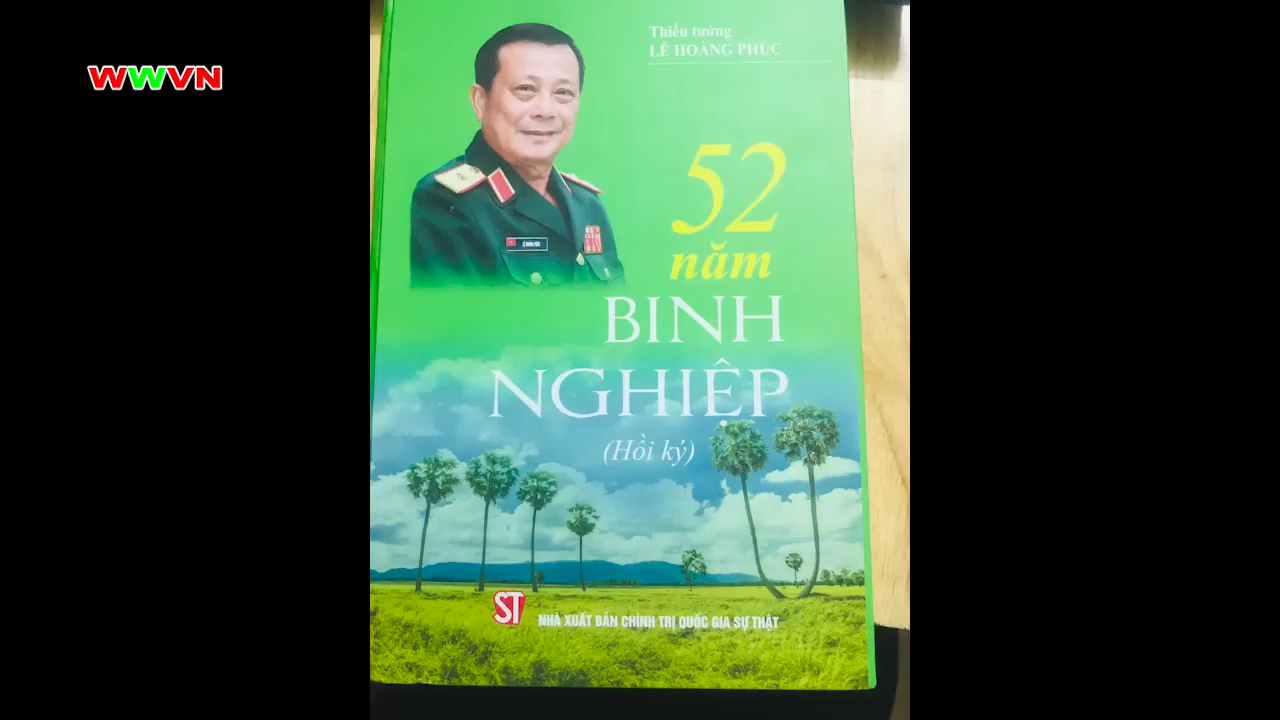 WWVN
Thiếu tướng
LÊ HOÀNG PHÚC
52
năm
BINH
NGHIỆP
(Hồi ký)
ST
NHÀ XUẤT BẢN CHÍNH TRỊ QUỐC GIA SỰ THẬT